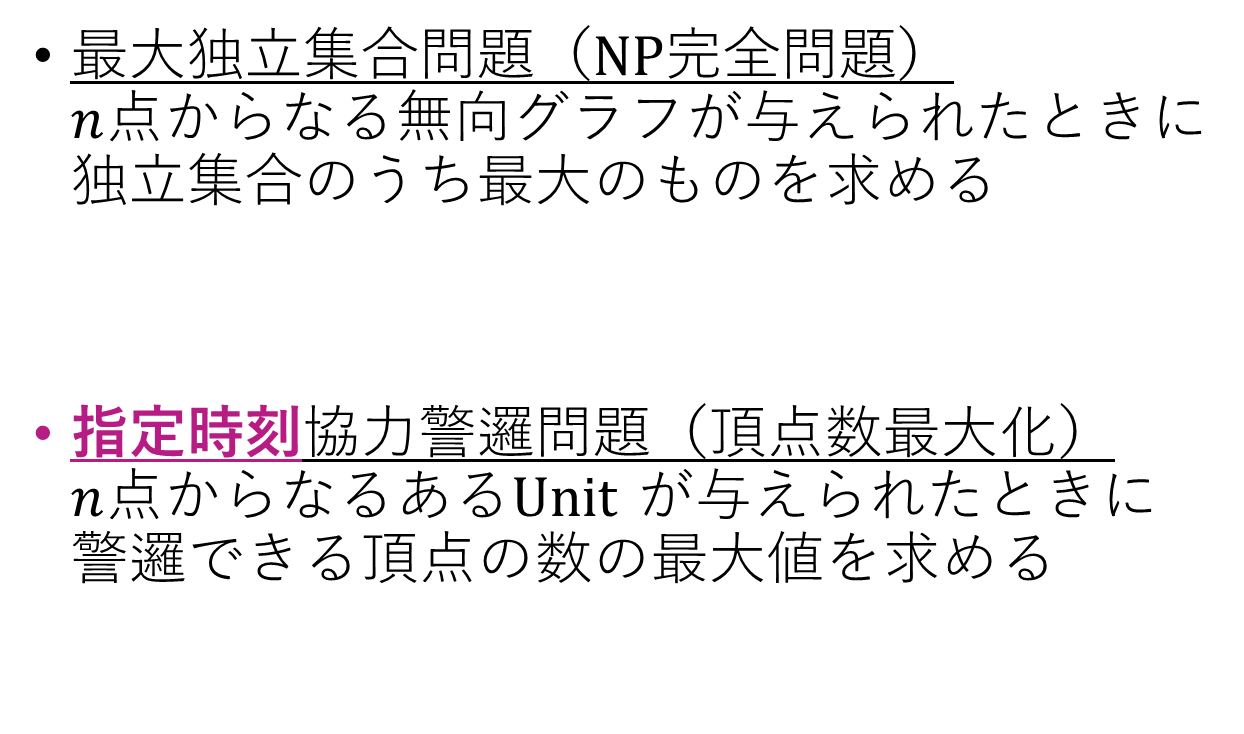 • 最大独立集合問題（NP完全問題）
n点からなる無向グラフが与えられたときに
独立集合のうち最大のものを求める
• 指定時刻協力警邏問題（頂点数最大化）
n点からなるあるUnit が与えられたときに
警邏できる頂点の数の最大値を求める